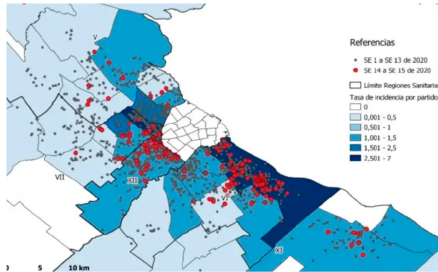 V
Referencias
SE 1 a SE 13 de 2020
SE 14 a SE 15 de 2020
Límite Regiones Sanitaria
Tasa de incidencia por partido
0
0,001 - 0,5
0,501 - 1
1,001 - 1,5
1,501 - 2,5
2,501 - 7
VII
XII
VI
XI
0 5 10 km